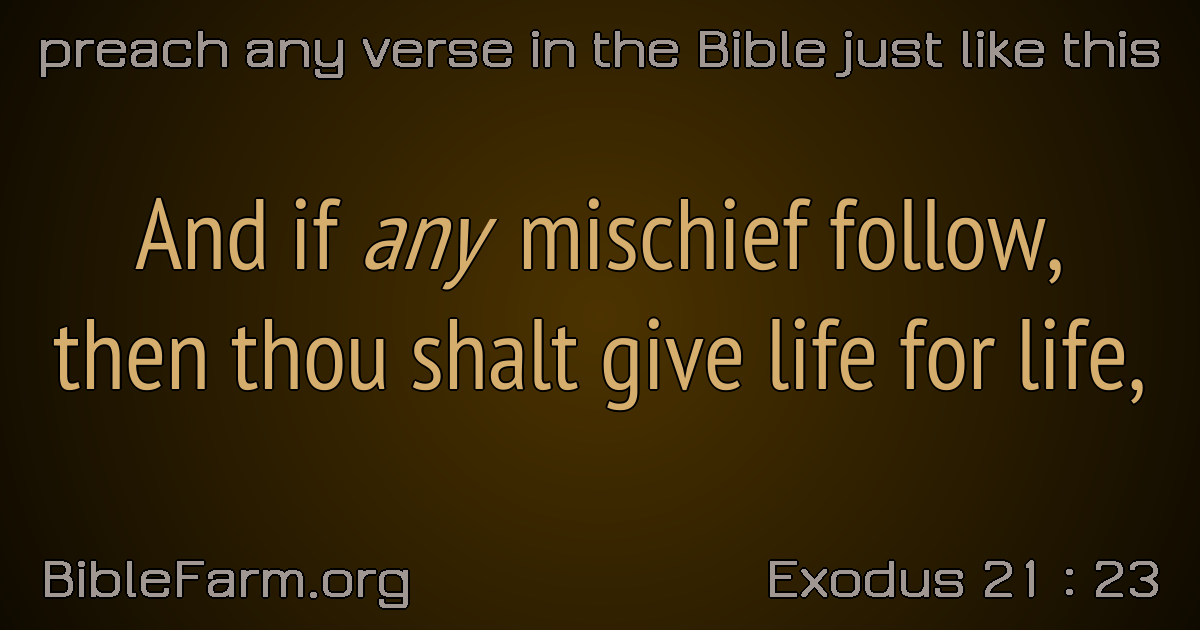 preach any verse in the Bible just like this
And if any mischief follow,
then thou shalt give life for life,
BibleFarm.org
Exodus 21 : 23